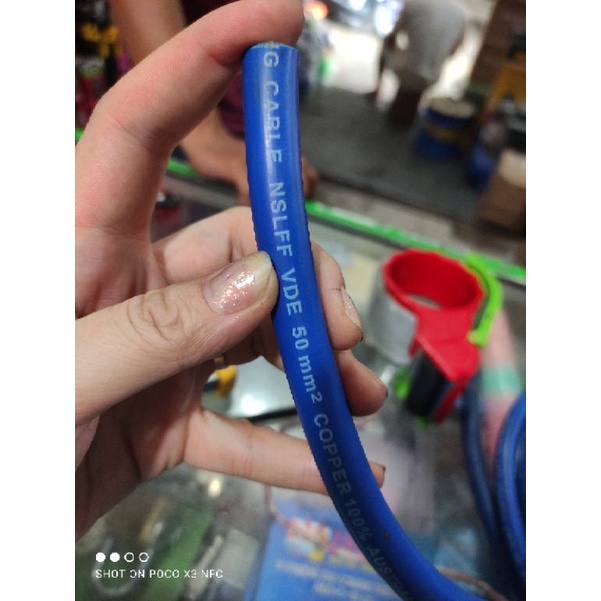 G CABLE NSLFF VDE 50 mm2 COPPER 100%
SHOT ON POCO X3 NFC